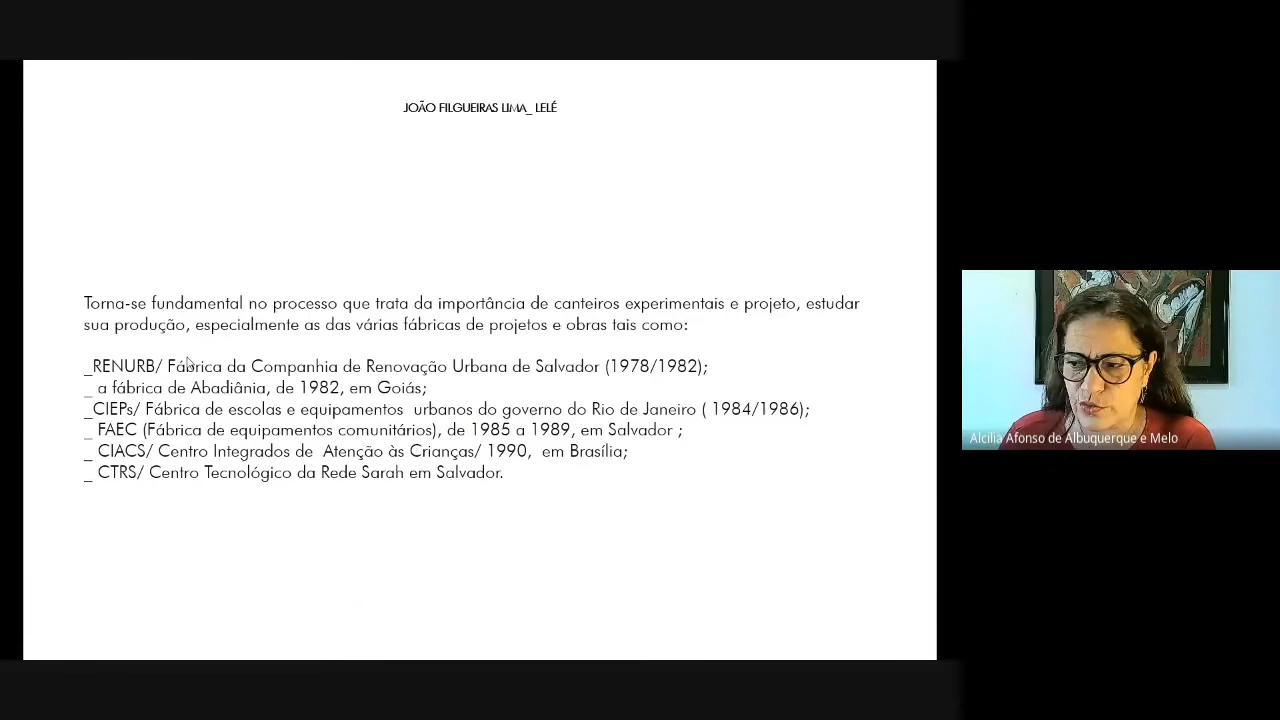 JOÃO FILGUEIRAS LIMA_ LELÉ
Torna-se fundamental no processo que trata da importância de canteiros experimentais e projeto, estudar
sua produção, especialmente as das várias fábricas de projetos e obras tais como:
_RENURB/ Fábrica da Companhia de Renovação Urbana de Salvador (1978/1982);
_ a fábrica de Abadiânia, de 1982, em Goiás;
_CIEPs/ Fábrica de escolas e equipamentos  urbanos do governo do Rio de Janeiro ( 1984/1986);
_ FAEC (Fábrica de equipamentos comunitários), de 1985 a 1989, em Salvador ;
_ CIACS/ Centro Integrados de  Atenção às Crianças/ 1990,  em Brasília;
_ CTRS/ Centro Tecnológico da Rede Sarah em Salvador.
Alcilia Afonso de Albuquerque e Melo